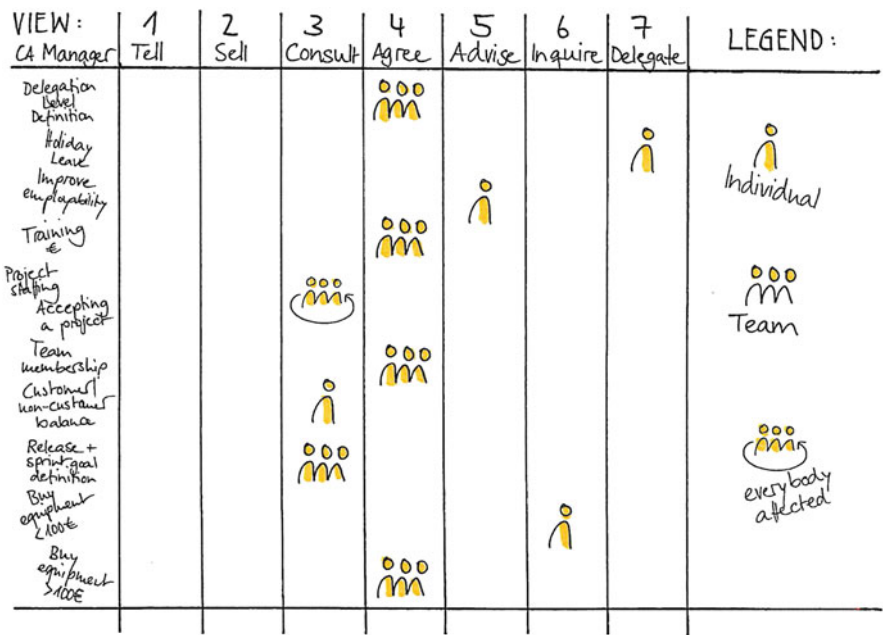 VIEW:
CA Manager
1
Tell
2
Sell
3
Consult
4
Agree
5
Advise
6
Inquire
7
Delegate
LEGEND:
Delegation
Level
Definition
Holiday
Leave
Improve
employability
Training
€
Project
staffing
Accepting
a project
Team
membership
Customer/
non-customer
balance
Release +
sprint goal
definition
Buy
equipment
<100€
Buy
equipment
>100€
Individual
Team
everybody
affected